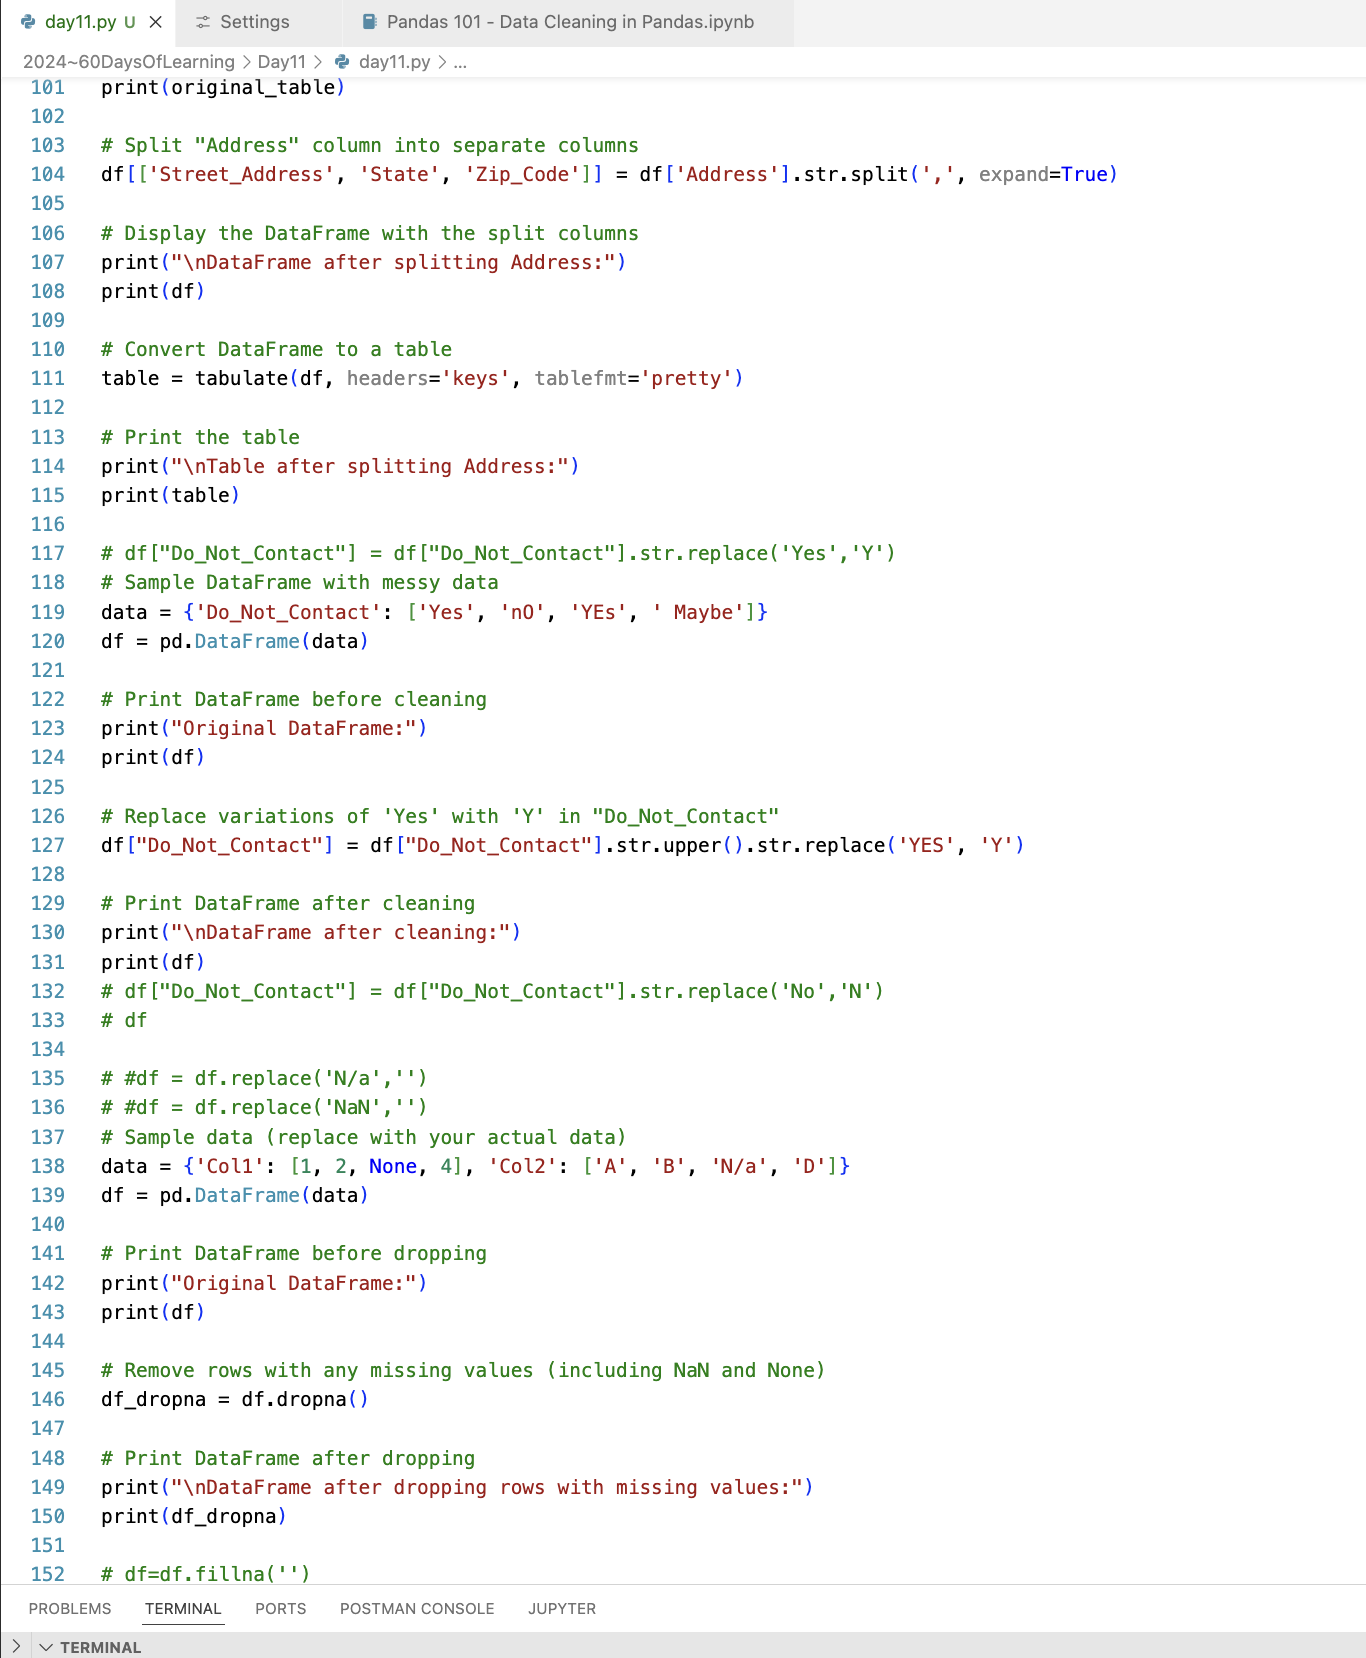 day11.py U
Settings
Pandas 101 - Data Cleaning in Pandas.ipynb
2024~60DaysOfLearning > Day11 > day11.py > ...
101 print(original_table)
102
103 # Split "Address" column into separate columns
104 df[['Street_Address', 'State', 'Zip_Code']] = df['Address'].str.split(',', expand=True)
105
106 # Display the DataFrame with the split columns
107 print("\nDataFrame after splitting Address:")
108 print(df)
109
110 # Convert DataFrame to a table
111 table = tabulate(df, headers='keys', tablefmt='pretty')
112
113 # Print the table
114 print("\nTable after splitting Address:")
115 print(table)
116
117 # df["Do_Not_Contact"] = df["Do_Not_Contact"].str.replace('Yes','Y')
118 # Sample DataFrame with messy data
119 data = {'Do_Not_Contact': ['Yes', 'nO', 'YEs', ' Maybe']}
120 df = pd.DataFrame(data)
121
122 # Print DataFrame before cleaning
123 print("Original DataFrame:")
124 print(df)
125
126 # Replace variations of 'Yes' with 'Y' in "Do_Not_Contact"
127 df["Do_Not_Contact"] = df["Do_Not_Contact"].str.upper().str.replace('YES', 'Y')
128
129 # Print DataFrame after cleaning
130 print("\nDataFrame after cleaning:")
131 print(df)
132 # df["Do_Not_Contact"] = df["Do_Not_Contact"].str.replace('No','N')
133 # df
134
135 # #df = df.replace('N/a','')
136 # #df = df.replace('NaN','')
137 # Sample data (replace with your actual data)
138 data = {'Col1': [1, 2, None, 4], 'Col2': ['A', 'B', 'N/a', 'D']}
139 df = pd.DataFrame(data)
140
141 # Print DataFrame before dropping
142 print("Original DataFrame:")
143 print(df)
144
145 # Remove rows with any missing values (including NaN and None)
146 df_dropna = df.dropna()
147
148 # Print DataFrame after dropping
149 print("\nDataFrame after dropping rows with missing values:")
150 print(df_dropna)
151
152 # df=df.fillna('')
PROBLEMS TERMINAL PORTS POSTMAN CONSOLE JUPYTER
TERMINAL